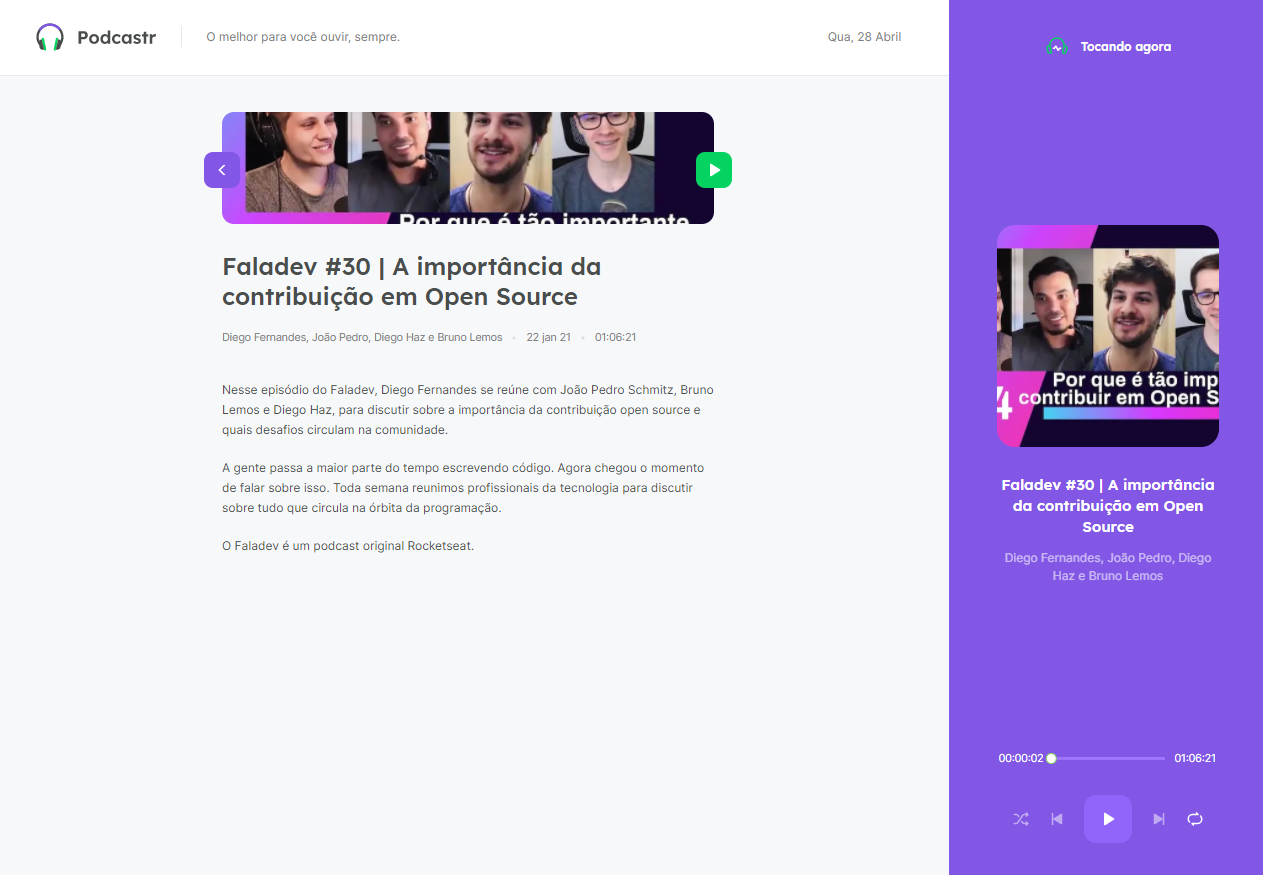 Podcastr
O melhor para você ouvir, sempre.
Qua, 28 Abril
Por que é tão importante
Faladev #30 | A importância da
contribuição em Open Source
Diego Fernandes, João Pedro, Diego Haz e Bruno Lemos
22 jan 21
01:06:21
Nesse episódio do Faladev, Diego Fernandes se reúne com João Pedro Schmitz, Bruno
Lemos e Diego Haz, para discutir sobre a importância da contribuição open source e
quais desafios circulam na comunidade.
A gente passa a maior parte do tempo escrevendo código. Agora chegou o momento
de falar sobre isso. Toda semana reunimos profissionais da tecnologia para discutir
sobre tudo que circula na órbita da programação.
O Faladev é um podcast original Rocketseat.
Tocando agora
Por que é tão imp
4 contribuir em Open S
Faladev #30 | A importância
da contribuição em Open
Source
Diego Fernandes, João Pedro, Diego
Haz e Bruno Lemos
00:00:02
01:06:21